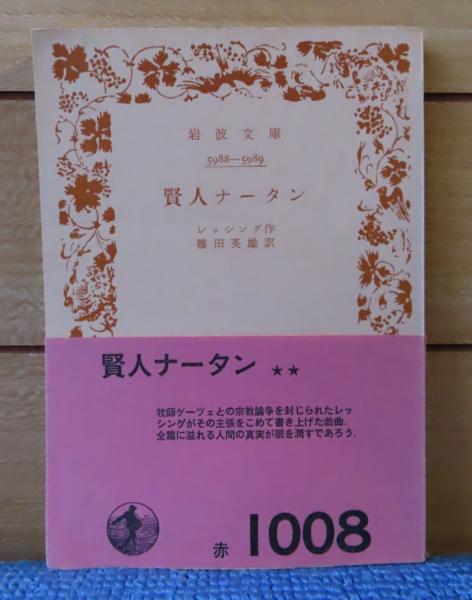 岩波文庫
5988—5989
賢人ナータン
レッシング作
篠田英雄訳
賢人ナータン ★★
牧師ゲーツェとの宗教論争を封じられたレッ
シングがその主張をこめて書き上げた戯曲.
全篇に溢れる人間の真実が眼を潤すであろう.
赤 1008